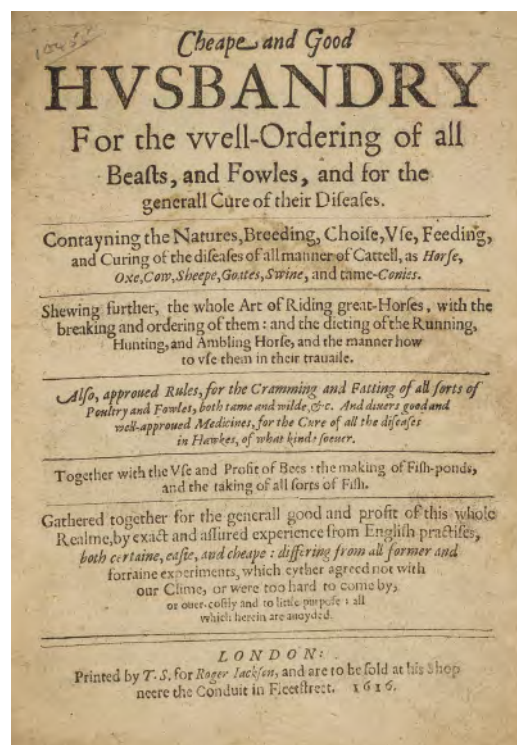 Cheape and Good
HVSBANDRY
For the vvell-Ordering of all
Beaſts, and Fowles, and for the
generall Cure of their Diſeaſes.
Contayning the Natures, Breeding, Choiſe, Vſe, Feeding,
and Curing of the diſeaſes of all manner of Cattell, as Horſe,
Oxe, Cow, Sheepe, Goates, Swine, and tame-Conies.
Shewing further, the whole Art of Riding great-Horſes, with the
breaking and ordering of them: and the dieting of the Running,
Hunting, and Ambling Horſe, and the manner how
to vſe them in their trauaile.
Alſo, approued Rules, for the Cramming and Fatting of all ſorts of
Poultry and Fowles, both tame and wilde, &c. And diuers good and
well-approued Medicines, for the Cure of all the diſeaſes
in Hawkes, of what kinde ſoeuer.
Together with the Vſe and Profit of Bees: the making of Fiſh-ponds,
and the taking of all ſorts of Fiſh.
Gathered together for the generall good and profit of this whole
Realme, by exact and aſſured experience from Engliſh practiſes,
both certaine, eaſie, and cheape: differing from all former and
forraine experiments, which eyther agreed not with
our Clime, or were too hard to come by,
or ouer-coſtly and to little purpoſe: all
which herein are auoyded.
LONDON:
Printed by T. S. for Roger Iackſon, and are to be ſold at his Shop
neere the Conduit in Fleetſtreet. 1616.